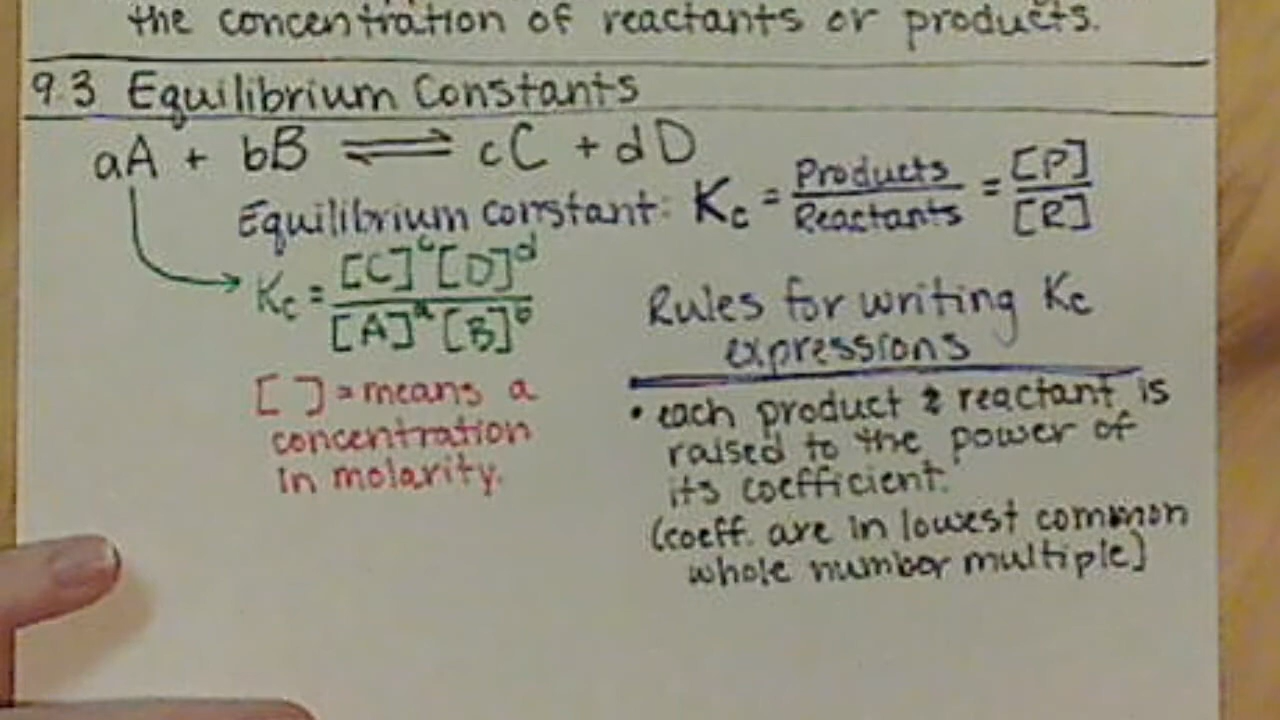 the concentration of reactants or products.
9.3 Equilibrium Constants
aA + bB ⇌ cC + dD
Equilibrium constant: Kc = Products/Reactants = [P]/[R]
Kc = [C]^c [D]^d / [A]^a [B]^b
[ ] = means a
concentration
in molarity.
Rules for writing Kc
expressions
• each product & reactant is
raised to the power of
its coefficient.
(coeff. are in lowest common
whole number multiple)